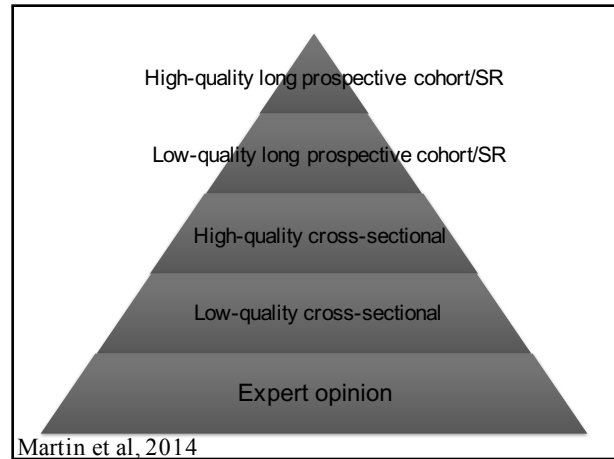 High-quality long prospective cohort/SR
Low-quality long prospective cohort/SR
High-quality cross-sectional
Low-quality cross-sectional
Expert opinion
Martin et al, 2014